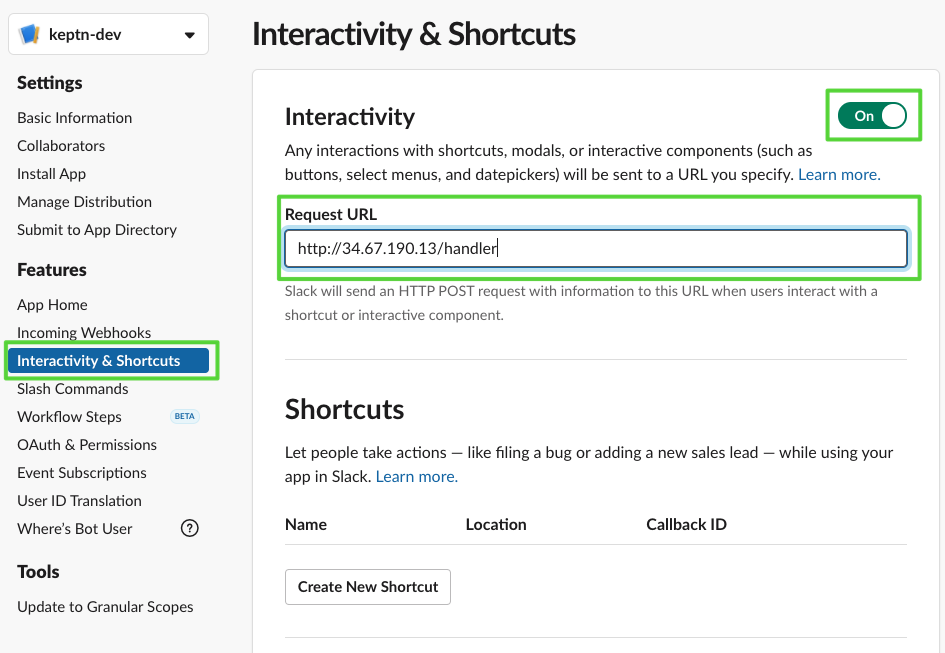 keptn-dev
Settings
Basic Information
Collaborators
Install App
Manage Distribution
Submit to App Directory
Features
App Home
Incoming Webhooks
Interactivity & Shortcuts
Slash Commands
Workflow Steps BETA
OAuth & Permissions
Event Subscriptions
User ID Translation
Where’s Bot User ?
Tools
Update to Granular Scopes
Interactivity & Shortcuts
Interactivity
On
Any interactions with shortcuts, modals, or interactive components (such as
buttons, select menus, and datepickers) will be sent to a URL you specify. Learn more.
Request URL
http://34.67.190.13/handler
Slack will send an HTTP POST request with information to this URL when users interact with a
shortcut or interactive component.
Shortcuts
Let people take actions — like filing a bug or adding a new sales lead — while using your
app in Slack. Learn more.
Name Location Callback ID
Create New Shortcut